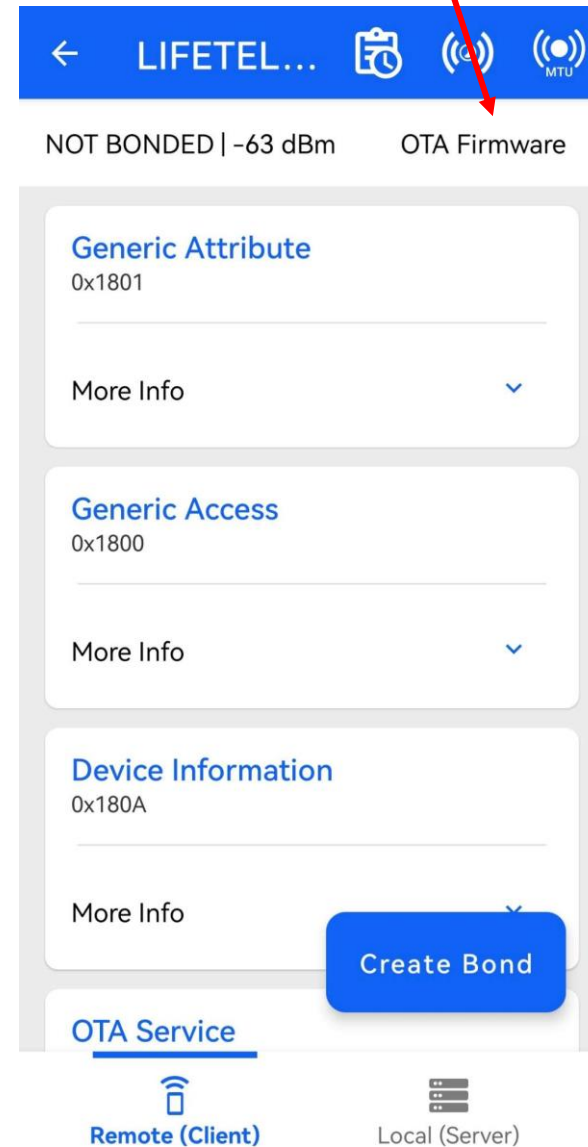 LIFETEL...
MTU
NOT BONDED | -63 dBm OTA Firmware
Generic Attribute
0x1801
More Info
Generic Access
0x1800
More Info
Device Information
0x180A
More Info
Create Bond
OTA Service
Remote (Client) Local (Server)